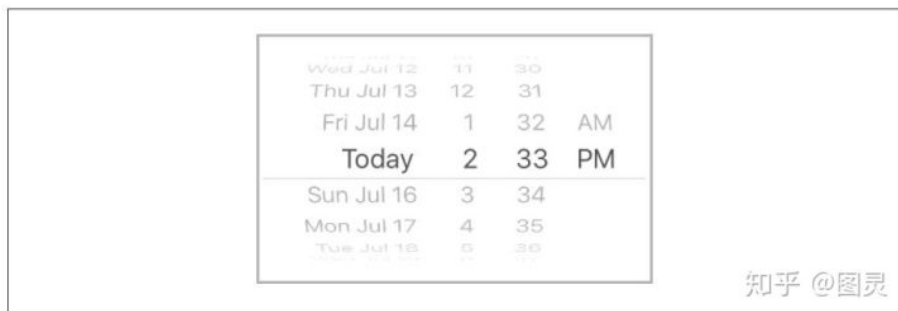 Wed Jul 12 11 30
Thu Jul 13 12 31
Fri Jul 14 1 32 AM
Today 2 33 PM
Sun Jul 16 3 34
Mon Jul 17 4 35
Tue Jul 18 5 36
知乎 @图灵